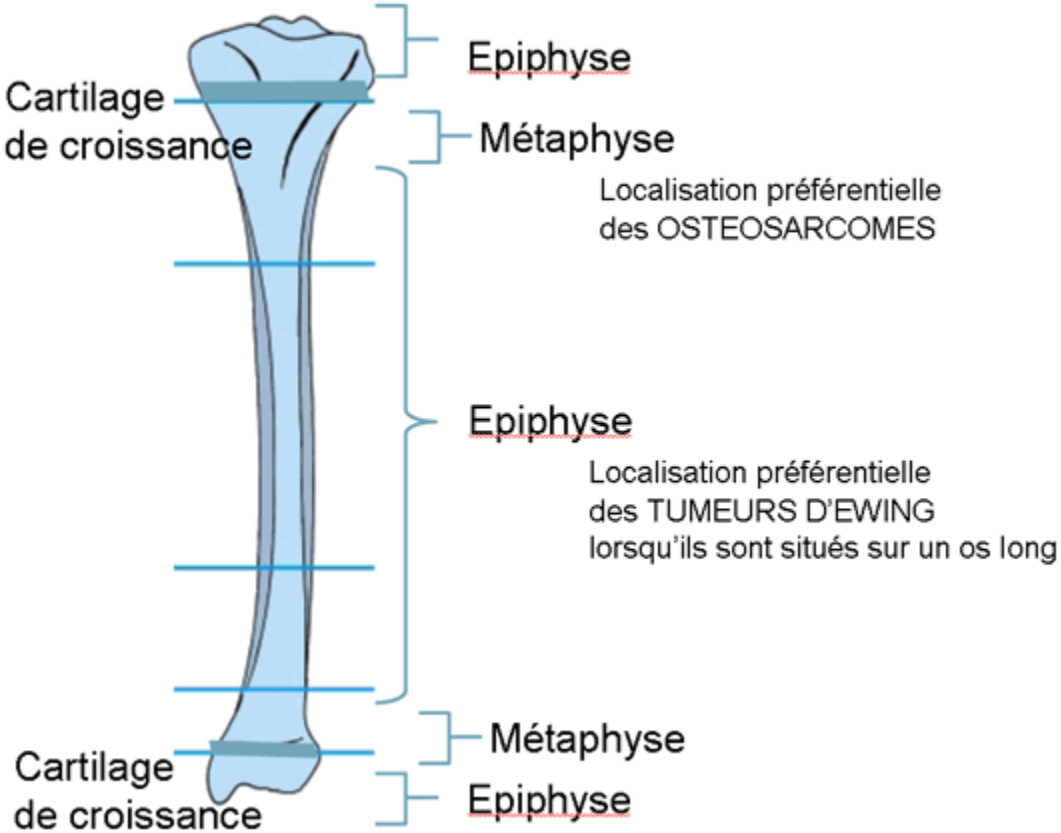 Epiphyse
Cartilage
de croissance
Métaphyse
Localisation préférentielle
des OSTEOSARCOMES
Epiphyse
Localisation préférentielle
des TUMEURS D'EWING
lorsqu'ils sont situés sur un os long
Métaphyse
Cartilage
de croissance
Epiphyse